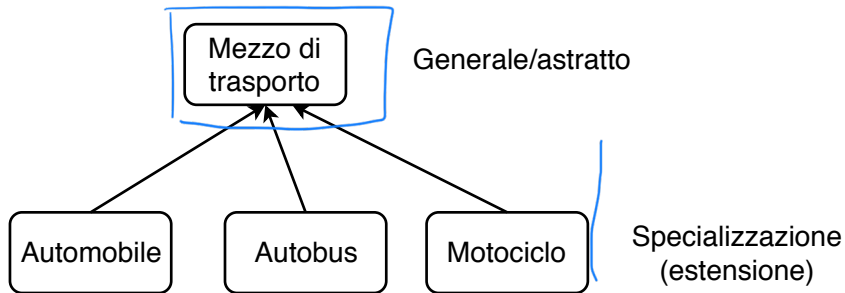 Mezzo di
trasporto
Generale/astratto
Automobile
Autobus
Motociclo
Specializzazione
(estensione)